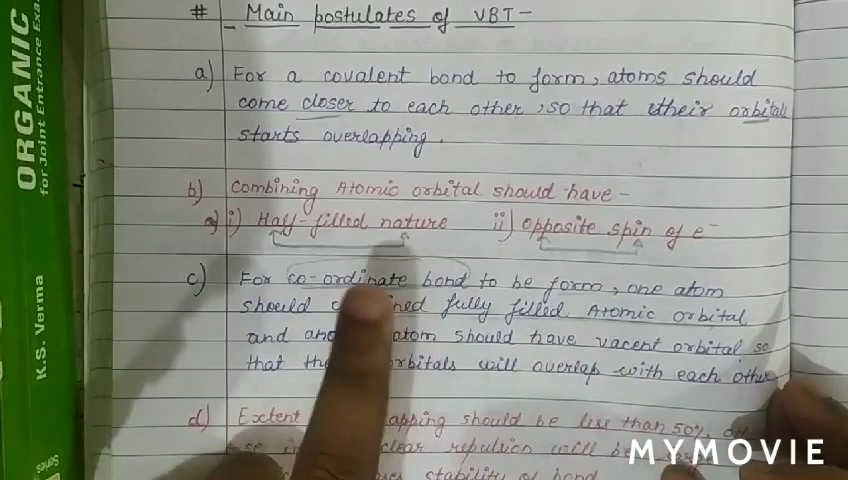 # Main postulates of VBT-
a) For a covalent bond to form, atoms should
come closer to each other, so that their orbitals
starts overlapping.
b) Combining Atomic orbital should have-
i) Half-filled nature ii) opposite spin of e-
c) For co-ordinate bond to be form, one atom
should fully filled Atomic orbital
and atom should have vacent orbital so
that orbitals will overlap with each other
d) Extent should be less than 50%
repulsion will be
stability of bond
MYMOVIE
ORGANIC
for Joint Entrance Exa
K.S. Verma